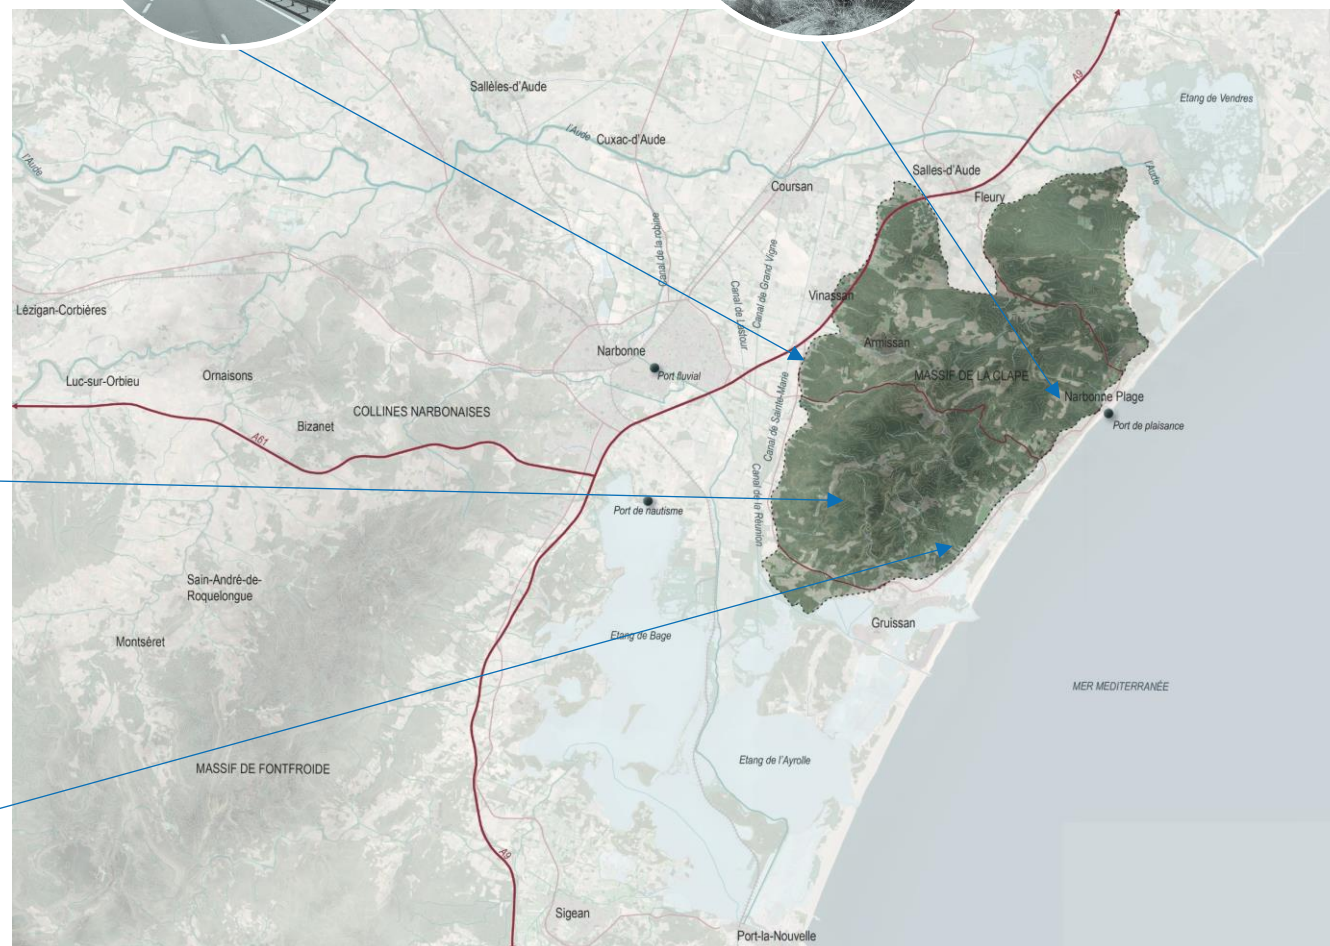 A9
Etang de Vendres
Sallèles-d'Aude
l'Aude
Cuxac-d'Aude
l'Aude
l'Aude
Salles-d'Aude
Coursan
Fleury
Canal de la robine
Canal de Grand Vigne
Canal de Lastour
Vinassan
Lézigan-Corbières
Armissan
Narbonne
Port fluvial
MASSIF DE LA CLAPE
Luc-sur-Orbieu
Ornaisons
Canal de Sainte-Marie
Narbonne Plage
COLLINES NARBONAISES
Port de plaisance
Bizanet
A61
Canal de la Réunion
Port de nautisme
Sain-André-de-
Roquelongue
Gruissan
Etang de Bage
Montséret
MER MEDITERRANÉE
Etang de l'Ayrolle
MASSIF DE FONTFROIDE
A9
Sigean
Port-la-Nouvelle